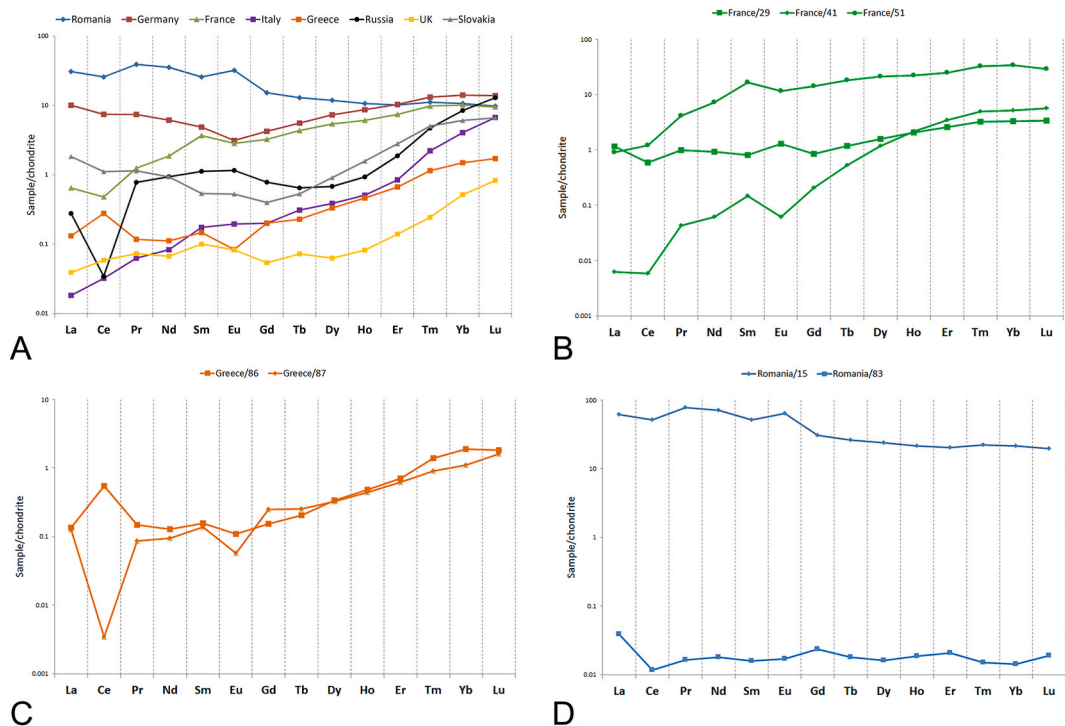 Romania Germany France Italy Greece Russia UK Slovakia
100
10
1
0.1
0.01
Sample/chondrite
La Ce Pr Nd Sm Eu Gd Tb Dy Ho Er Tm Yb Lu
A
France/29 France/41 France/51
100
10
1
0.1
0.01
0.001
Sample/chondrite
La Ce Pr Nd Sm Eu Gd Tb Dy Ho Er Tm Yb Lu
B
Greece/86 Greece/87
10
1
0.1
0.01
0.001
Sample/chondrite
La Ce Pr Nd Sm Eu Gd Tb Dy Ho Er Tm Yb Lu
C
Romania/15 Romania/83
100
10
1
0.1
0.01
Sample/chondrite
La Ce Pr Nd Sm Eu Gd Tb Dy Ho Er Tm Yb Lu
D